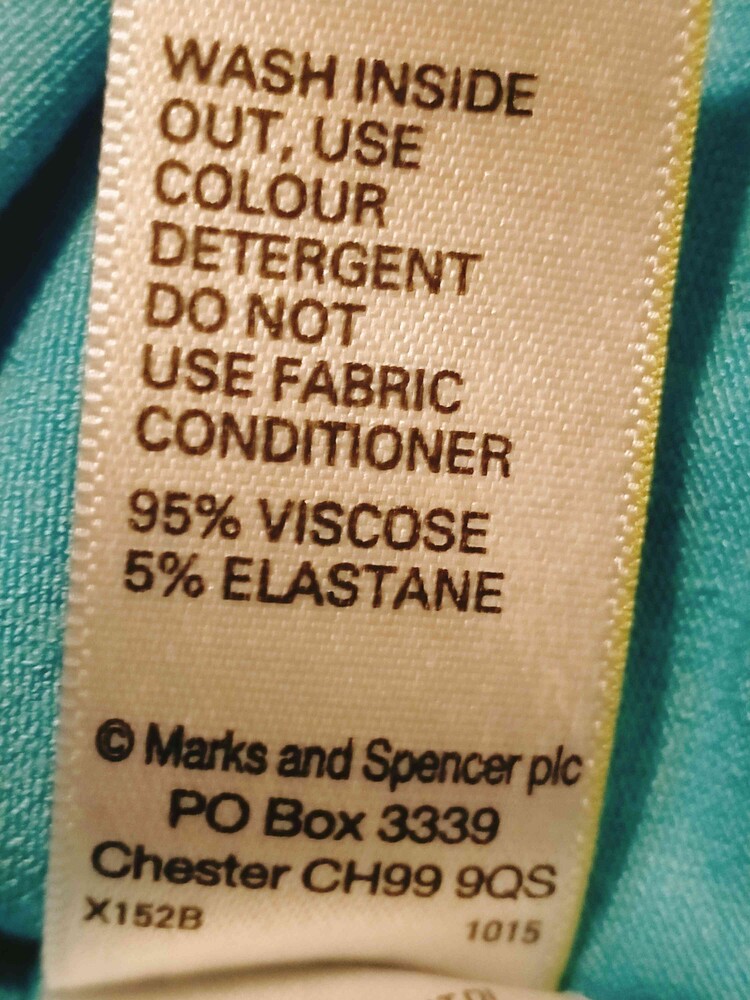 WASH INSIDE
OUT, USE
COLOUR
DETERGENT
DO NOT
USE FABRIC
CONDITIONER
95% VISCOSE
5% ELASTANE
© Marks and Spencer plc
PO Box 3339
Chester CH99 9QS
X152B 1015